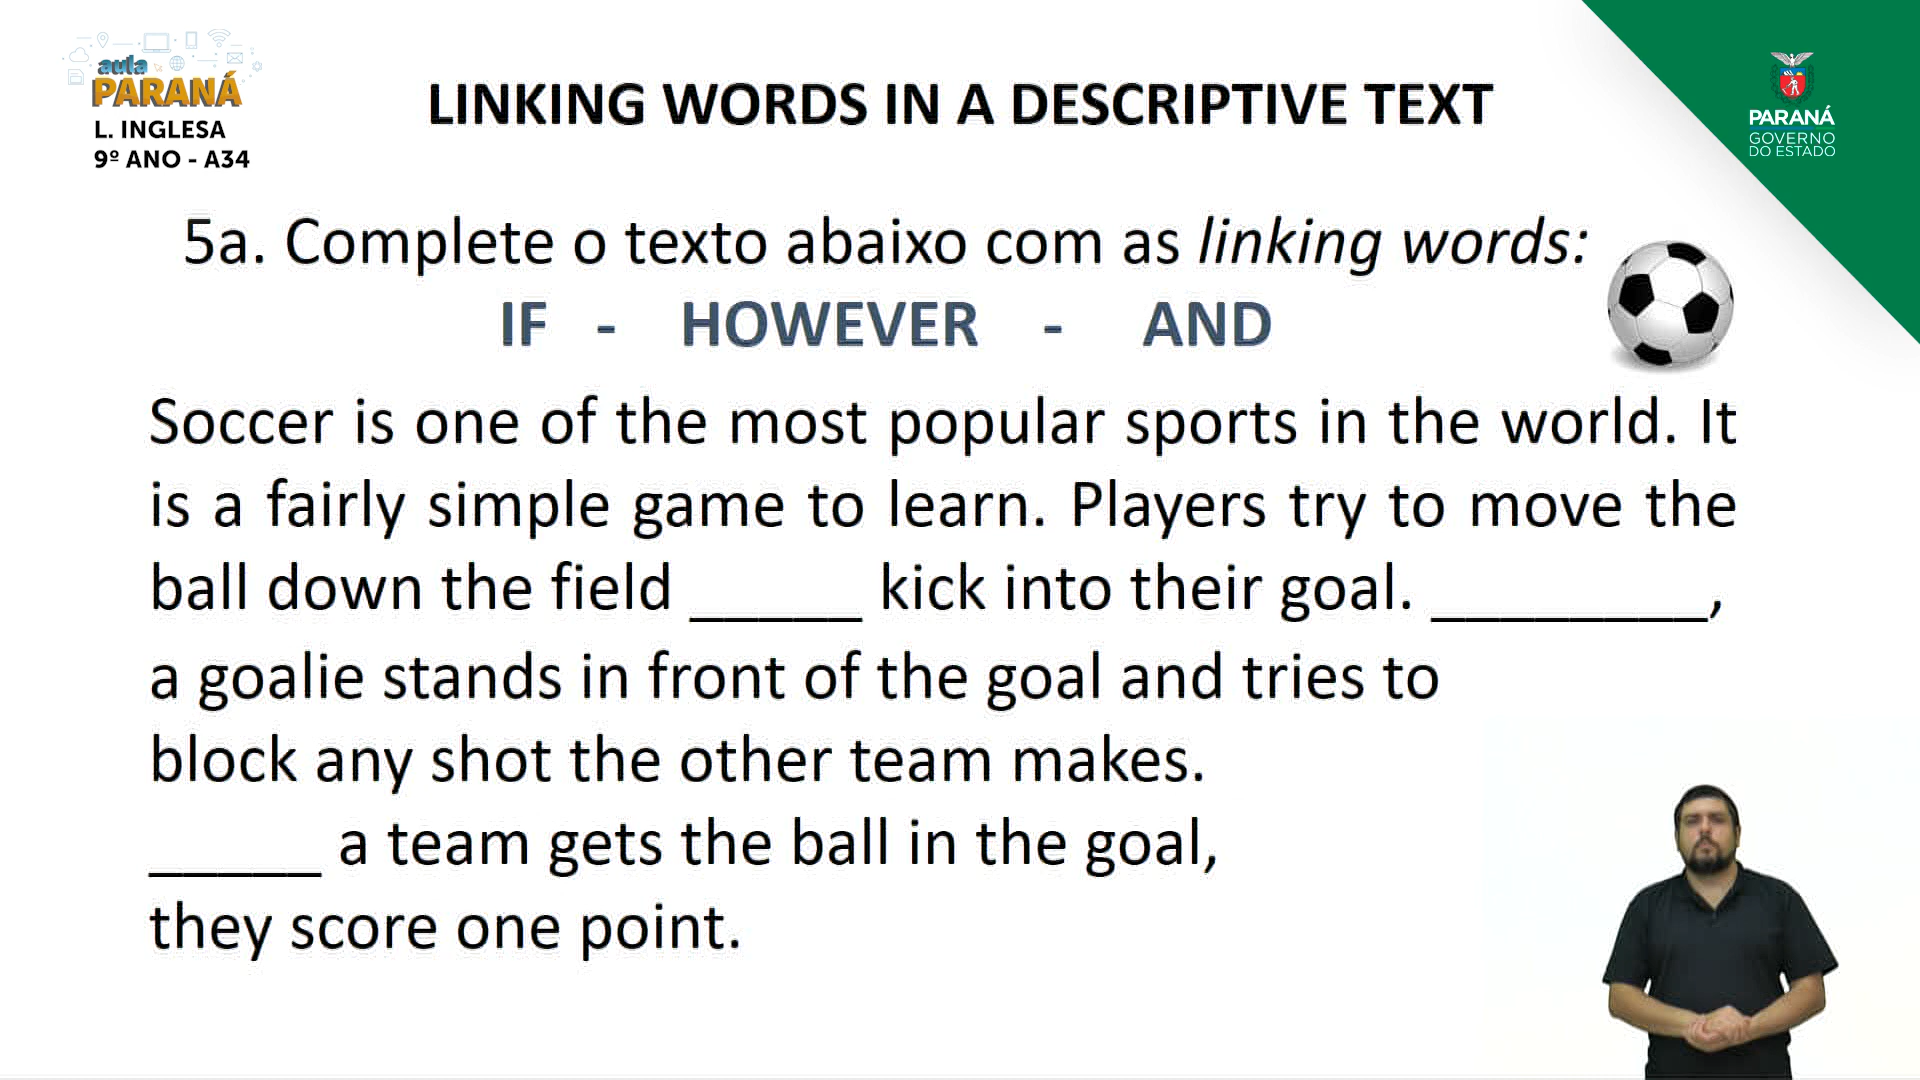 aula
PARANÁ
L. INGLESA
9º ANO - A34
LINKING WORDS IN A DESCRIPTIVE TEXT
PARANÁ
GOVERNO
DO ESTADO
5a. Complete o texto abaixo com as linking words:
IF - HOWEVER - AND
Soccer is one of the most popular sports in the world. It
is a fairly simple game to learn. Players try to move the
ball down the field _____ kick into their goal. ________,
a goalie stands in front of the goal and tries to
block any shot the other team makes.
_____ a team gets the ball in the goal,
they score one point.